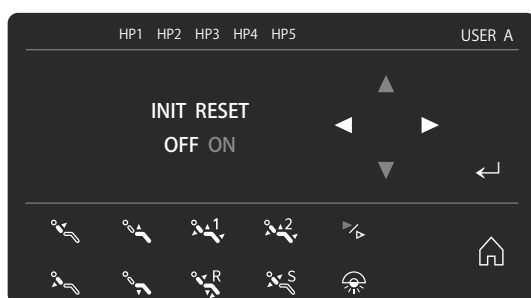 HP1 HP2 HP3 HP4 HP5 USER A
INIT RESET
OFF ON
1 2
R S